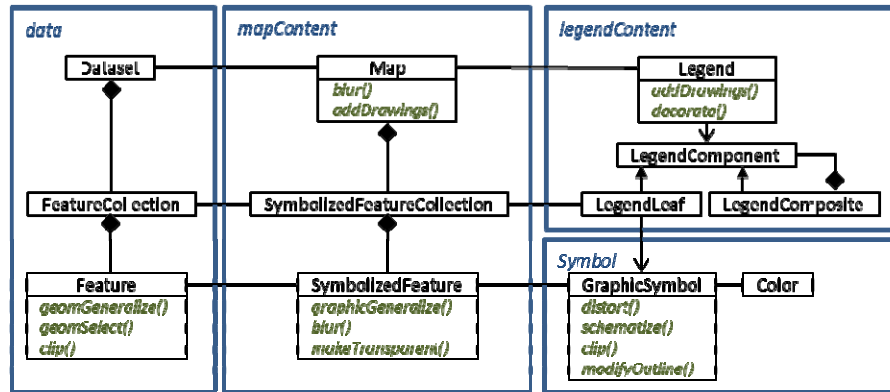 data
mapContent
legendContent
Dataset
Map
Legend
blur()
addDrawings()
addDrawings()
decorate()
LegendComponent
FeatureCollection
SymbolizedFeatureCollection
LegendLeaf
LegendComposite
Symbol
Feature
SymbolizedFeature
GraphicSymbol
Color
geomGeneralize()
geomSelect()
clip()
graphicGeneralize()
blur()
makeTransparent()
distort()
schematize()
clip()
modifyOutline()